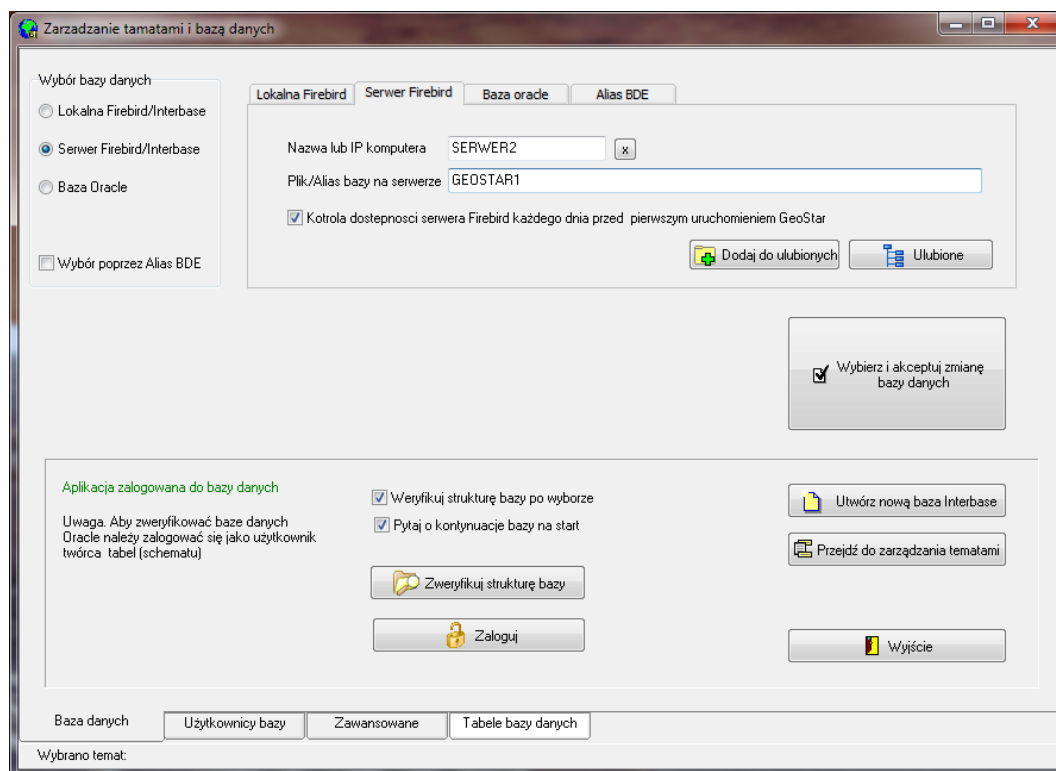 Zarzadzanie tamatami i bazą danych
Wybór bazy danych
Lokalna Firebird/Interbase
Serwer Firebird/Interbase
Baza Oracle
Wybór poprzez Alias BDE
Lokalna Firebird
Serwer Firebird
Baza oracle
Alias BDE
Nazwa lub IP komputera
SERWER2
x
Plik/Alias bazy na serwerze
GEOSTAR1
Kotrola dostepnosci serwera Firebird każdego dnia przed pierwszym uruchomieniem GeoStar
Dodaj do ulubionych
Ulubione
Wybierz i akceptuj zmianę
bazy danych
Aplikacja zalogowana do bazy danych
Uwaga. Aby zweryfikować baze danych
Oracle należy zalogować się jako użytkownik
twórca tabel (schematu)
Weryfikuj strukturę bazy po wyborze
Pytaj o kontynuacje bazy na start
Zweryfikuj strukturę bazy
Zaloguj
Utwórz nową baza Interbase
Przejdź do zarządzania tematami
Wyjście
Baza danych
Użytkownicy bazy
Zawansowane
Tabele bazy danych
Wybrano temat: